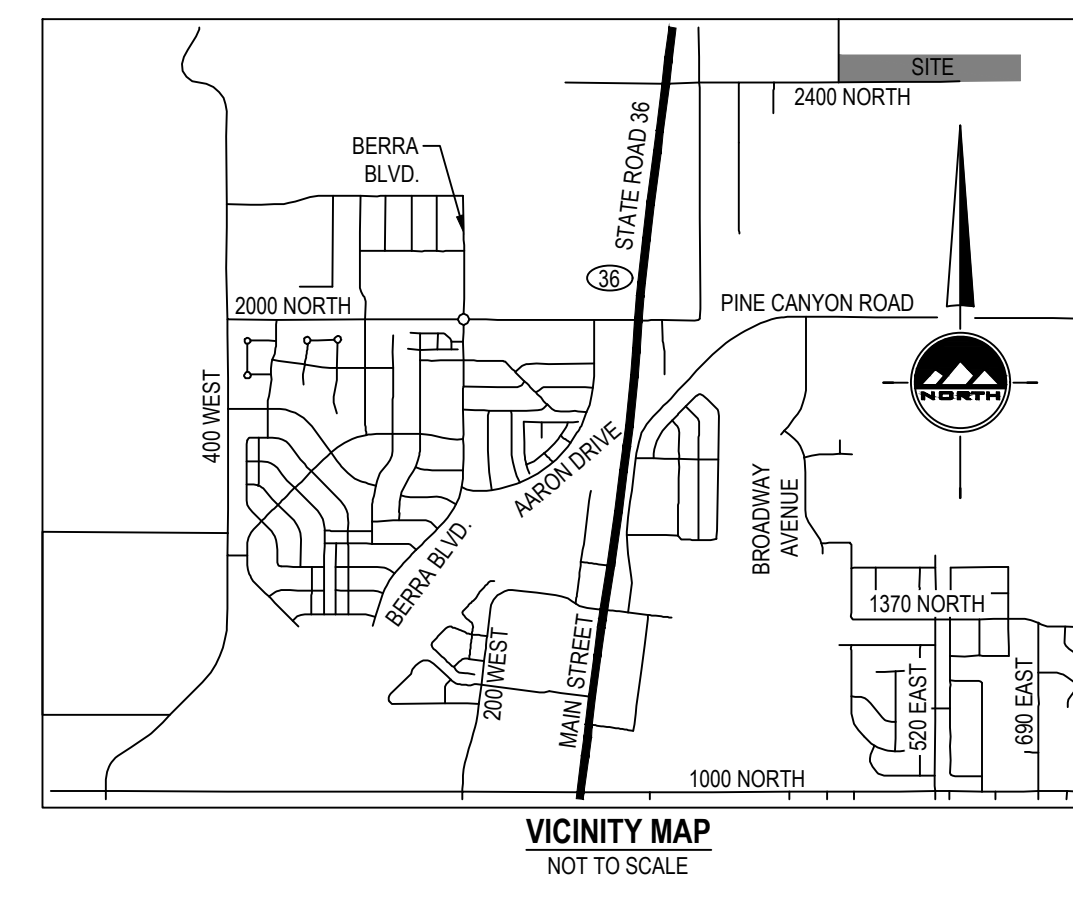 SITE
2400 NORTH
STATE ROAD 36
BERRA
BLVD.
36
2000 NORTH
PINE CANYON ROAD
NORTH
400 WEST
AARON DRIVE
BROADWAY
AVENUE
BERRA BLVD.
1370 NORTH
200 WEST
MAIN STREET
520 EAST
690 EAST
1000 NORTH
VICINITY MAP
NOT TO SCALE